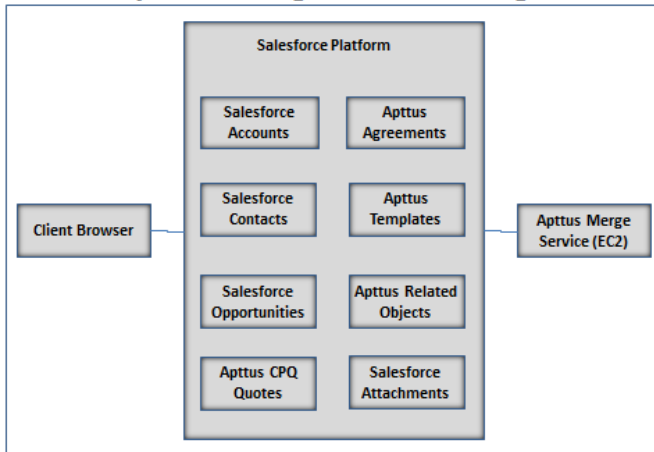 Salesforce Platform
Salesforce
Accounts
Apttus
Agreements
Salesforce
Contacts
Apttus
Templates
Client Browser
Apttus Merge
Service (EC2)
Salesforce
Opportunities
Apttus Related
Objects
Apttus CPQ
Quotes
Salesforce
Attachments